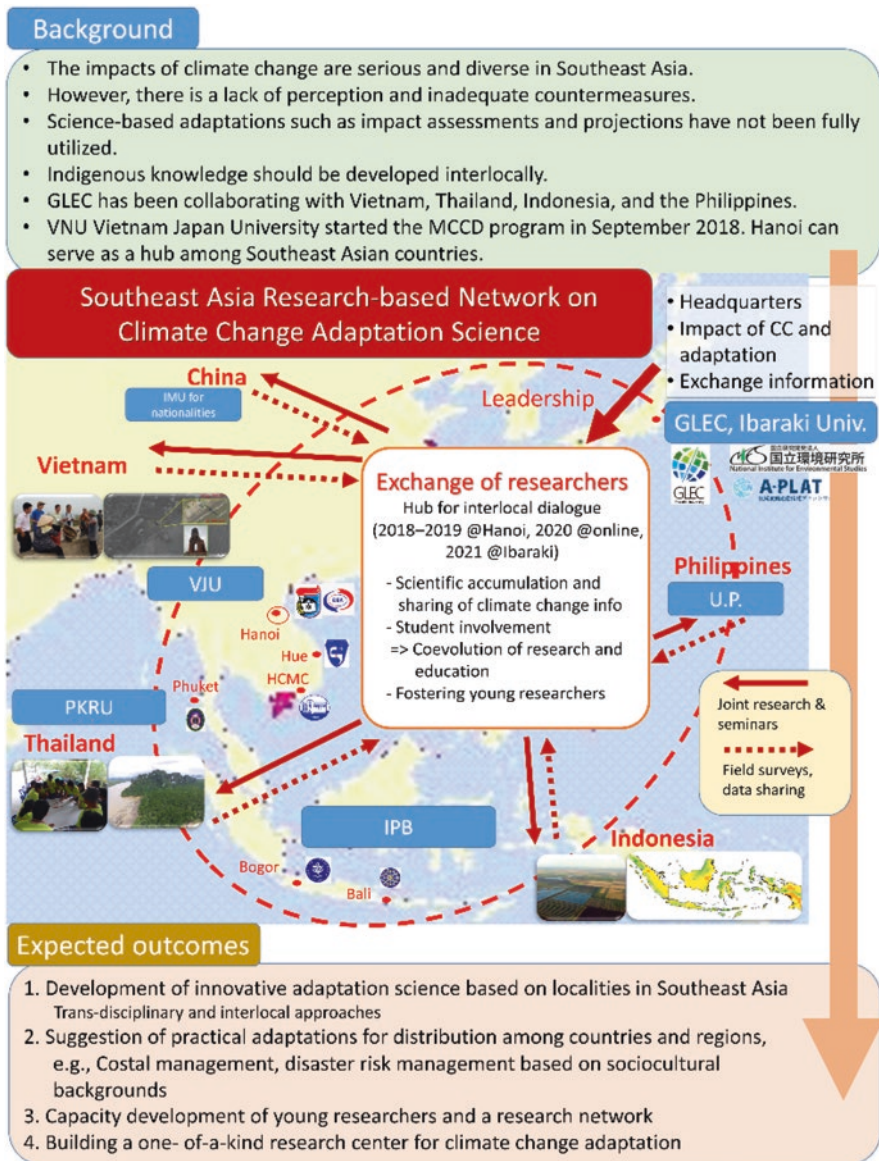 Background
• The impacts of climate change are serious and diverse in Southeast Asia.
• However, there is a lack of perception and inadequate countermeasures.
• Science-based adaptations such as impact assessments and projections have not been fully
utilized.
• Indigenous knowledge should be developed interlocally.
• GLEC has been collaborating with Vietnam, Thailand, Indonesia, and the Philippines.
• VNU Vietnam Japan University started the MCCD program in September 2018. Hanoi can
serve as a hub among Southeast Asian countries.
Southeast Asia Research-based Network on
Climate Change Adaptation Science
• Headquarters
• Impact of CC and
adaptation
• Exchange information
China
IMU for
nationalities
Leadership
GLEC, Ibaraki Univ.
GLEC
国立研究開発法人
国立環境研究所
National Institute for Environmental Studies
A-PLAT
Vietnam
Exchange of researchers
Hub for interlocal dialogue
(2018–2019 @Hanoi, 2020 @online,
2021 @Ibaraki)
- Scientific accumulation and
sharing of climate change info
- Student involvement
=> Coevolution of research and
education
- Fostering young researchers
Philippines
U.P.
VJU
Hanoi
Hue
HCMC
Phuket
PKRU
Thailand
Joint research &
seminars
Field surveys,
data sharing
IPB
Indonesia
Bogor
Bali
Expected outcomes
1. Development of innovative adaptation science based on localities in Southeast Asia
Trans-disciplinary and interlocal approaches
2. Suggestion of practical adaptations for distribution among countries and regions,
e.g., Costal management, disaster risk management based on sociocultural
backgrounds
3. Capacity development of young researchers and a research network
4. Building a one- of-a-kind research center for climate change adaptation